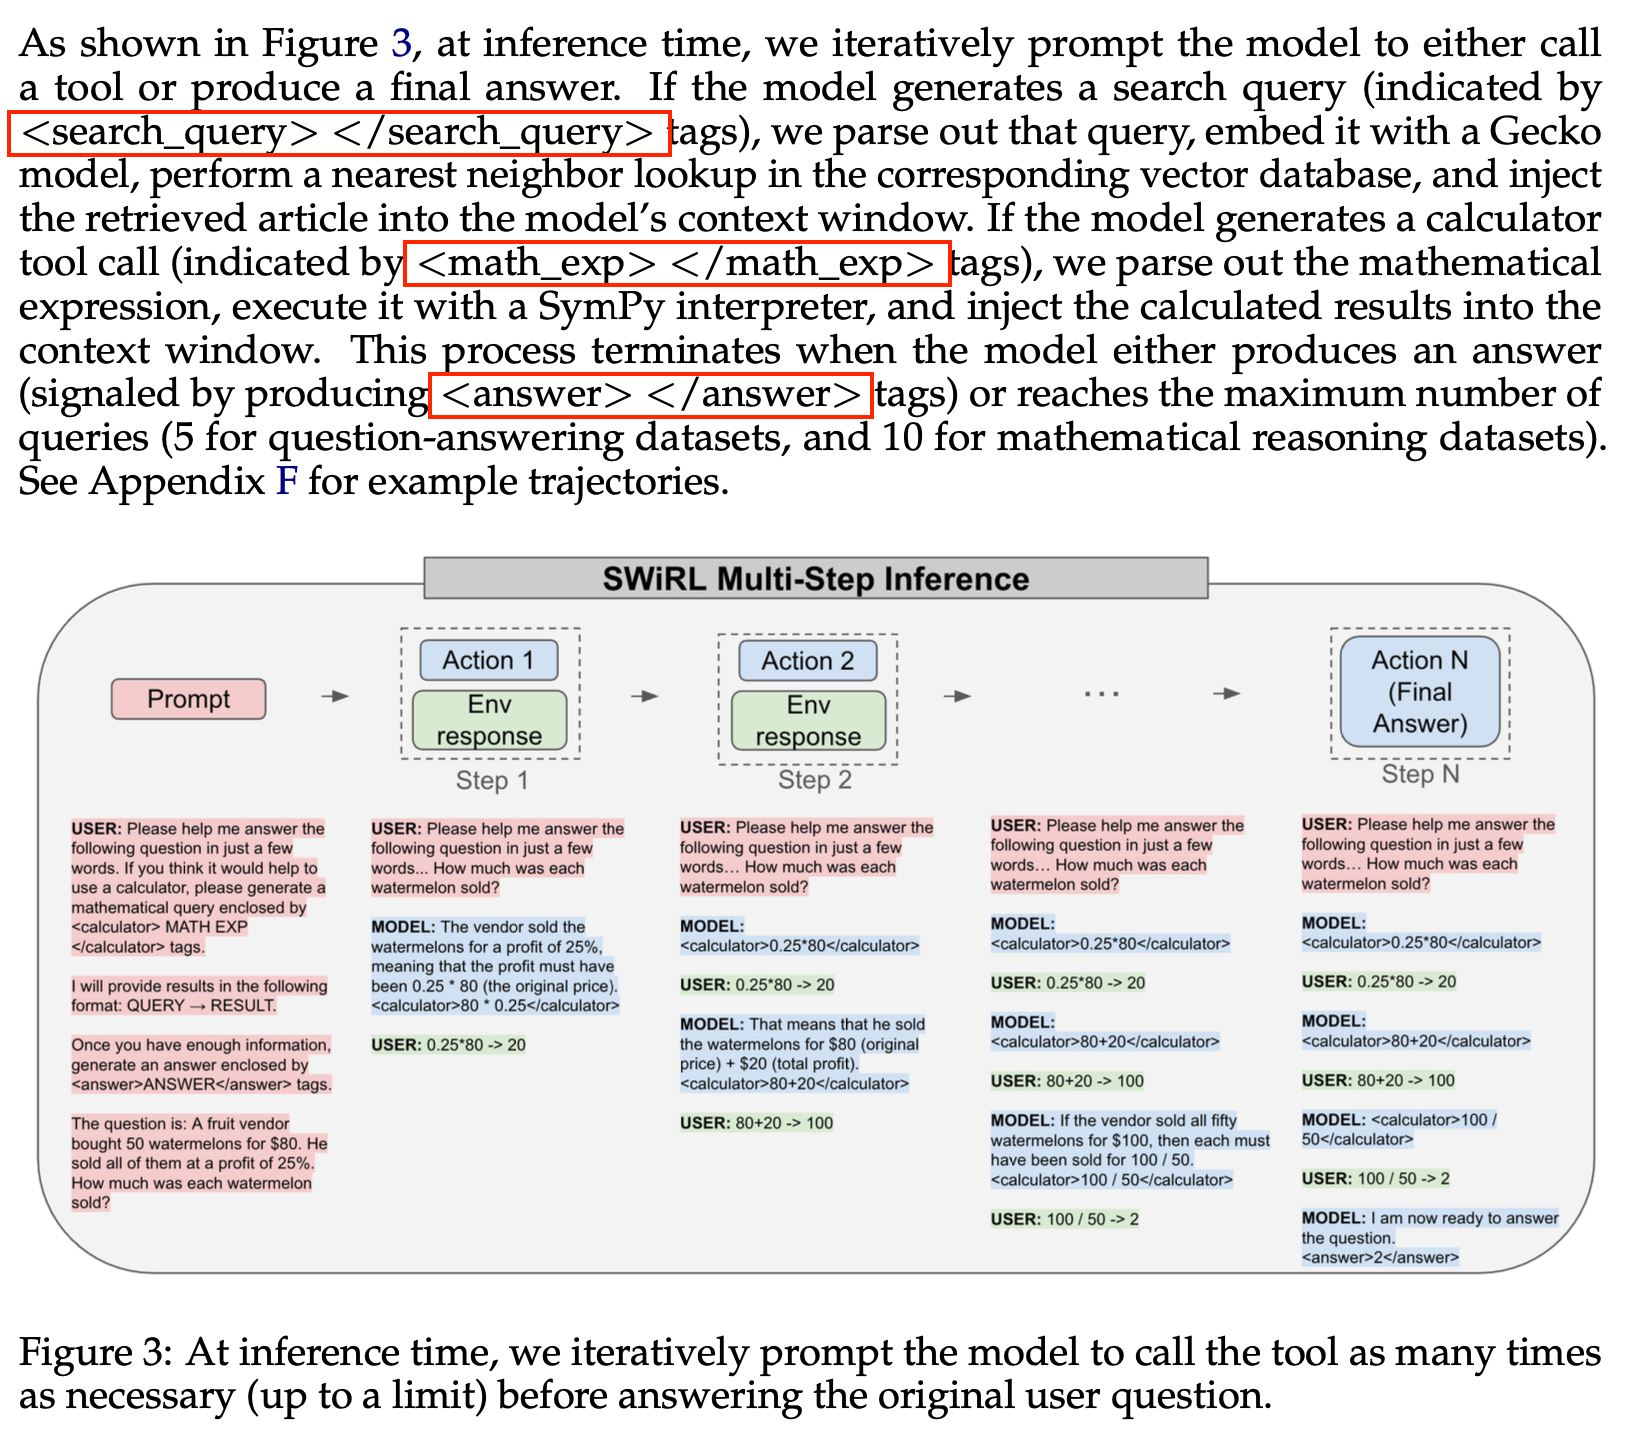 As shown in Figure 3, at inference time, we iteratively prompt the model to either call
a tool or produce a final answer. If the model generates a search query (indicated by
<search_query> </search_query> tags), we parse out that query, embed it with a Gecko
model, perform a nearest neighbor lookup in the corresponding vector database, and inject
the retrieved article into the model's context window. If the model generates a calculator
tool call (indicated by <math_exp> </math_exp> tags), we parse out the mathematical
expression, execute it with a SymPy interpreter, and inject the calculated results into the
context window. This process terminates when the model either produces an answer
(signaled by producing <answer> </answer> tags) or reaches the maximum number of
queries (5 for question-answering datasets, and 10 for mathematical reasoning datasets).
See Appendix F for example trajectories.
SWiRL Multi-Step Inference
Prompt
Action 1
Env
response
Step 1
Action 2
Env
response
Step 2
...
Action N
(Final
Answer)
Step N
USER: Please help me answer the
following question in just a few
words. If you think it would help to
use a calculator, please generate a
mathematical query enclosed by
<calculator> MATH EXP
</calculator> tags.
I will provide results in the following
format: QUERY → RESULT.
Once you have enough information,
generate an answer enclosed by
<answer>ANSWER</answer> tags.
The question is: A fruit vendor
bought 50 watermelons for $80. He
sold all of them at a profit of 25%.
How much was each watermelon
sold?
USER: Please help me answer the
following question in just a few
words... How much was each
watermelon sold?
MODEL: The vendor sold the
watermelons for a profit of 25%,
meaning that the profit must have
been 0.25 * 80 (the original price).
<calculator>80 * 0.25</calculator>
USER: 0.25*80 -> 20
USER: Please help me answer the
following question in just a few
words... How much was each
watermelon sold?
MODEL:
<calculator>0.25*80</calculator>
USER: 0.25*80 -> 20
MODEL: That means that he sold
the watermelons for $80 (original
price) + $20 (total profit).
<calculator>80+20</calculator>
USER: 80+20 -> 100
USER: Please help me answer the
following question in just a few
words... How much was each
watermelon sold?
MODEL:
<calculator>0.25*80</calculator>
USER: 0.25*80 -> 20
MODEL:
<calculator>80+20</calculator>
USER: 80+20 -> 100
MODEL: If the vendor sold all fifty
watermelons for $100, then each must
have been sold for 100 / 50.
<calculator>100 / 50</calculator>
USER: 100 / 50 -> 2
USER: Please help me answer the
following question in just a few
words... How much was each
watermelon sold?
MODEL:
<calculator>0.25*80</calculator>
USER: 0.25*80 -> 20
MODEL:
<calculator>80+20</calculator>
USER: 80+20 -> 100
MODEL: <calculator>100 /
50</calculator>
USER: 100 / 50 -> 2
MODEL: I am now ready to answer
the question.
<answer>2</answer>
Figure 3: At inference time, we iteratively prompt the model to call the tool as many times
as necessary (up to a limit) before answering the original user question.